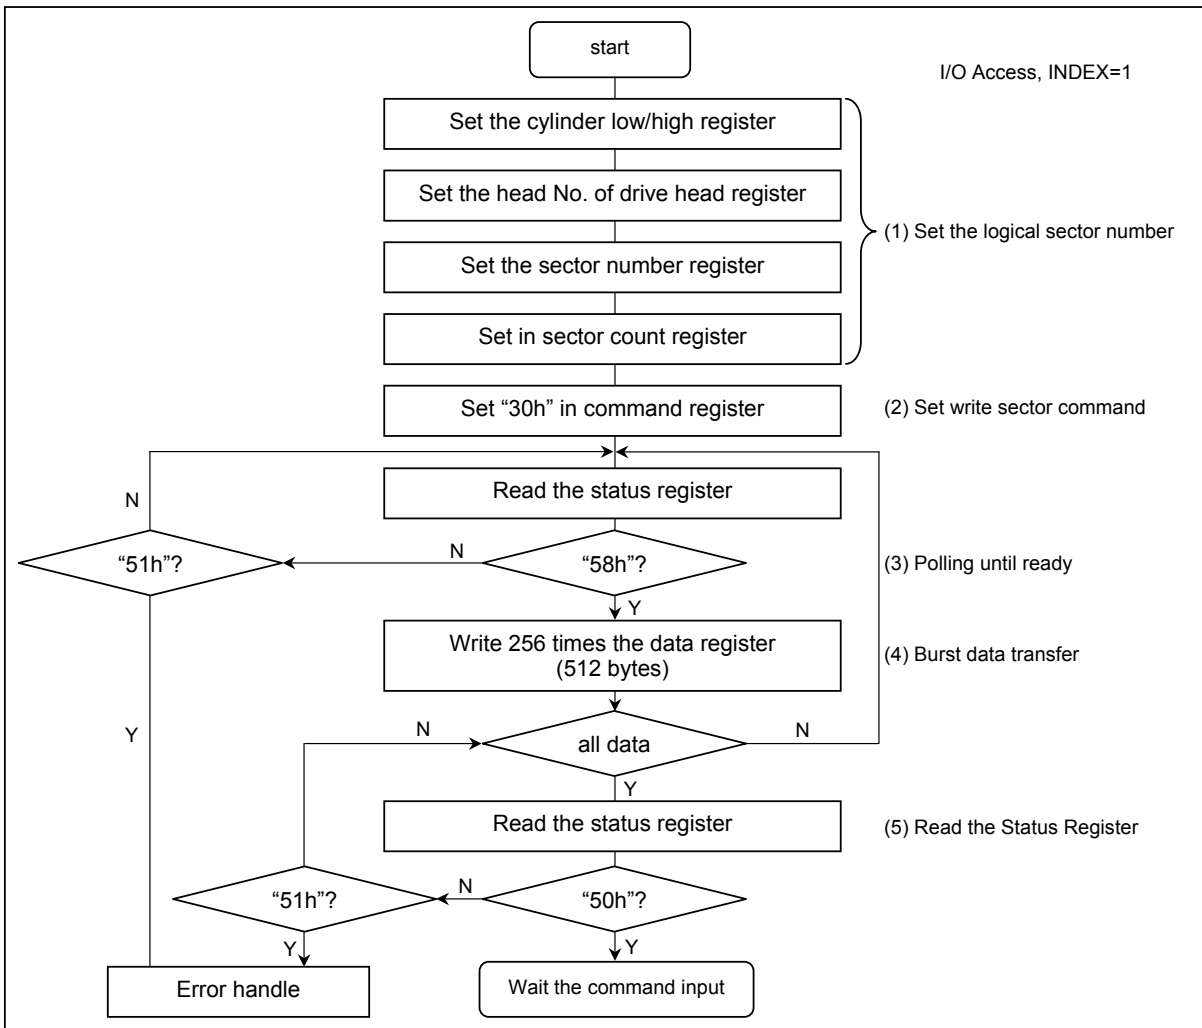 start
I/O Access, INDEX=1
Set the cylinder low/high register
Set the head No. of drive head register
(1) Set the logical sector number
Set the sector number register
Set in sector count register
Set “30h” in command register
(2) Set write sector command
N
Read the status register
“51h”?
N
“58h”?
(3) Polling until ready
Y
Write 256 times the data register
(512 bytes)
(4) Burst data transfer
Y
N
all data
N
Y
Read the status register
(5) Read the Status Register
“51h”?
N
“50h”?
Y
Y
Error handle
Wait the command input